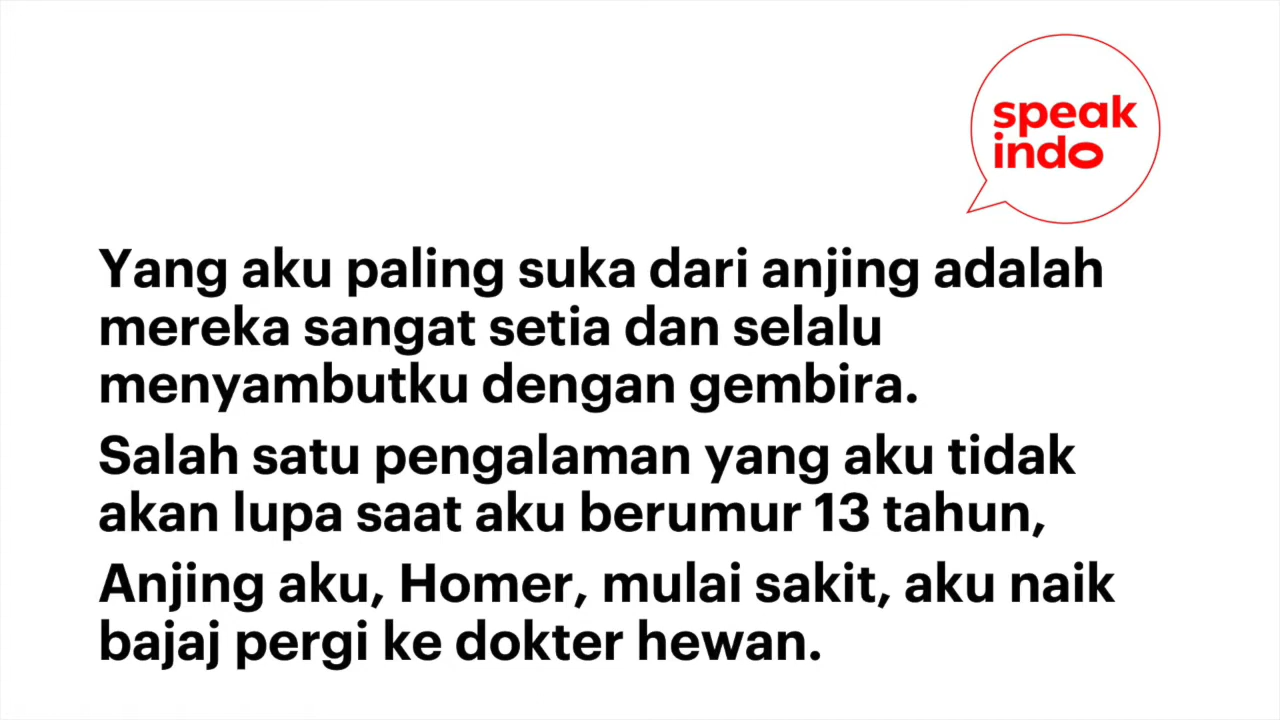 speak
indo
Yang aku paling suka dari anjing adalah
mereka sangat setia dan selalu
menyambutku dengan gembira.
Salah satu pengalaman yang aku tidak
akan lupa saat aku berumur 13 tahun,
Anjing aku, Homer, mulai sakit, aku naik
bajaj pergi ke dokter hewan.